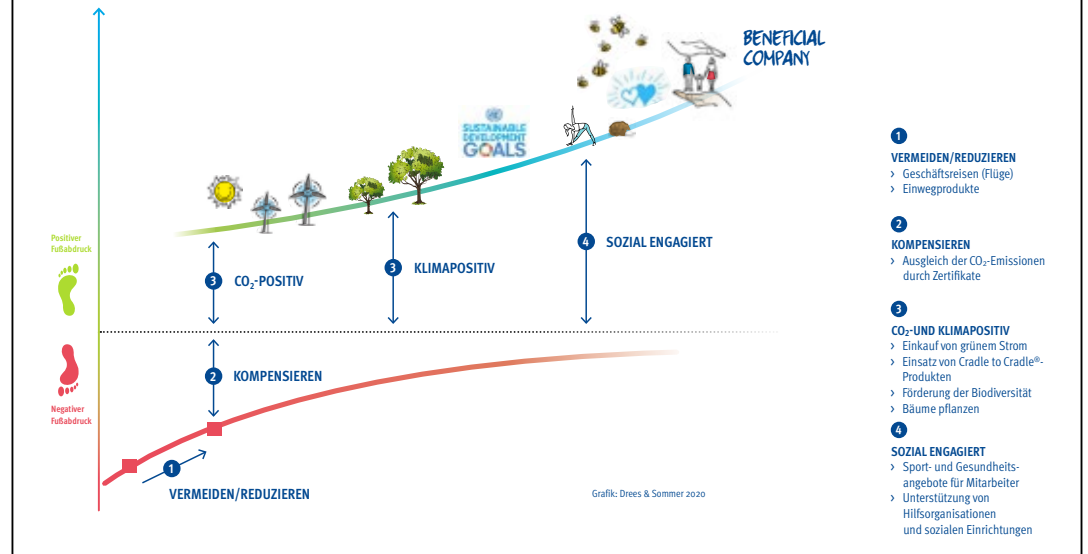 BENEFICIAL
COMPANY
SUSTAINABLE
DEVELOPMENT
GOALS
Positiver
Fußabdruck
4 SOZIAL ENGAGIERT
3 KLIMAPOSITIV
3 CO₂-POSITIV
2 KOMPENSIEREN
Negativer
Fußabdruck
1
VERMEIDEN/REDUZIEREN
Grafik: Drees & Sommer 2020
1
VERMEIDEN/REDUZIEREN
› Geschäftsreisen (Flüge)
› Einwegprodukte
2
KOMPENSIEREN
› Ausgleich der CO₂-Emissionen
durch Zertifikate
3
CO₂-UND KLIMAPOSITIV
› Einkauf von grünem Strom
› Einsatz von Cradle to Cradle®-
Produkten
› Förderung der Biodiversität
› Bäume pflanzen
4
SOZIAL ENGAGIERT
› Sport- und Gesundheits-
angebote für Mitarbeiter
› Unterstützung von
Hilfsorganisationen
und sozialen Einrichtungen